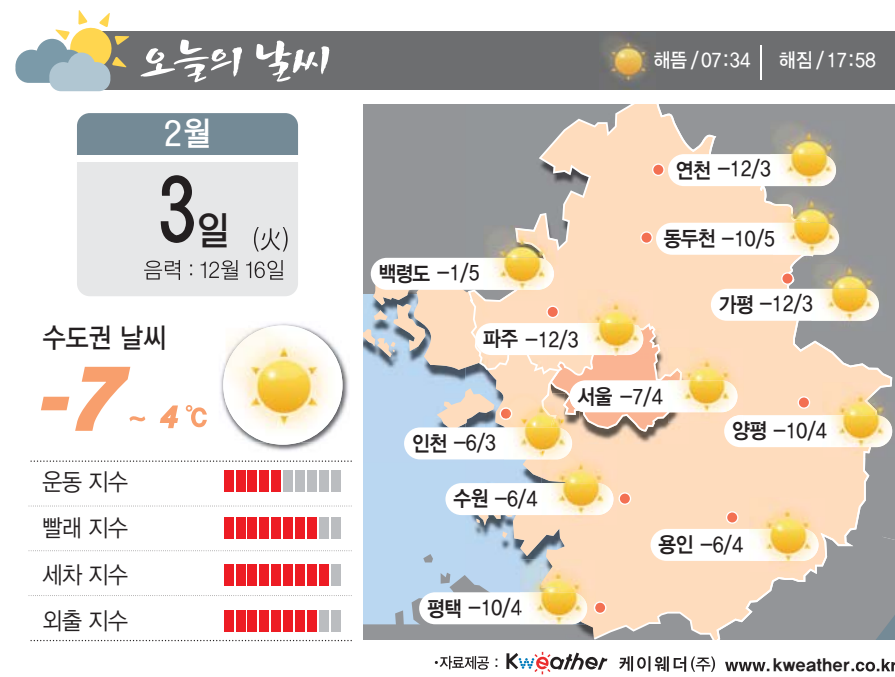 오늘의 날씨
해뜸/07:34 | 해짐/17:58
2월
3일 (火)
음력 : 12월 16일
수도권 날씨
-7 ~ 4℃
운동 지수
빨래 지수
세차 지수
외출 지수
연천 -12/3
동두천 -10/5
백령도 -1/5
가평 -12/3
파주 -12/3
서울 -7/4
양평 -10/4
인천 -6/3
수원 -6/4
용인 -6/4
평택 -10/4
•자료제공 : Kweather 케이웨더(주) www.kweather.co.kr